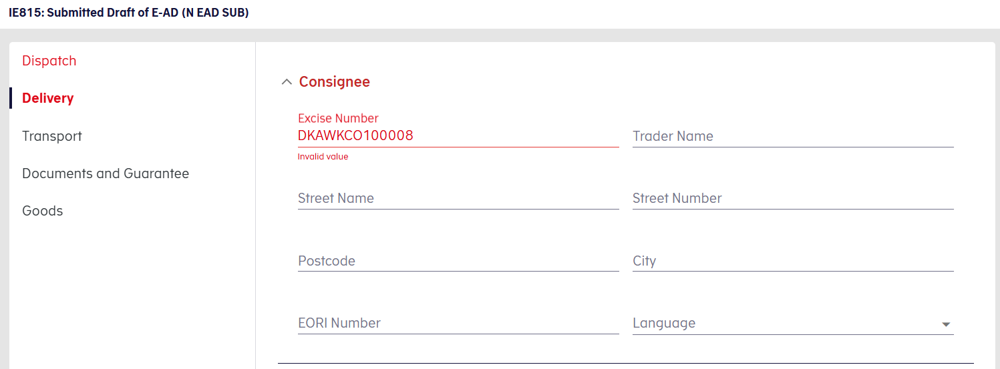 IE815: Submitted Draft of E-AD (N EAD SUB)
Dispatch
Delivery
Transport
Documents and Guarantee
Goods
Consignee
Excise Number
DKAWKCO100008
Invalid value
Trader Name
Street Name
Street Number
Postcode
City
EORI Number
Language